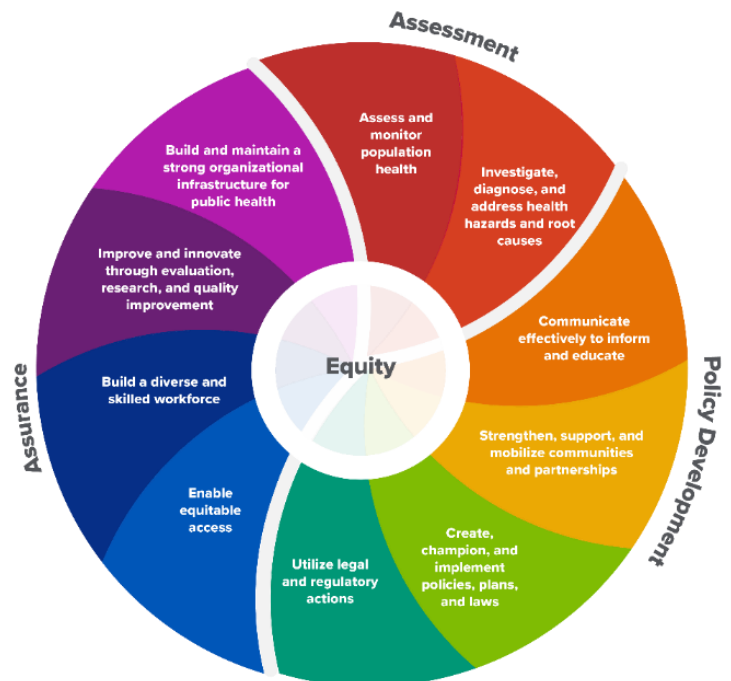 Assessment
Assess and
monitor
population
health
Investigate,
diagnose, and
address health
hazards and root
causes
Policy Development
Communicate
effectively to inform
and educate
Strengthen, support, and
mobilize communities
and partnerships
Create,
champion, and
implement
policies, plans,
and laws
Utilize legal
and regulatory
actions
Assurance
Enable
equitable
access
Build a diverse and
skilled workforce
Improve and innovate
through evaluation,
research, and quality
improvement
Build and maintain a
strong organizational
infrastructure for
public health
Equity